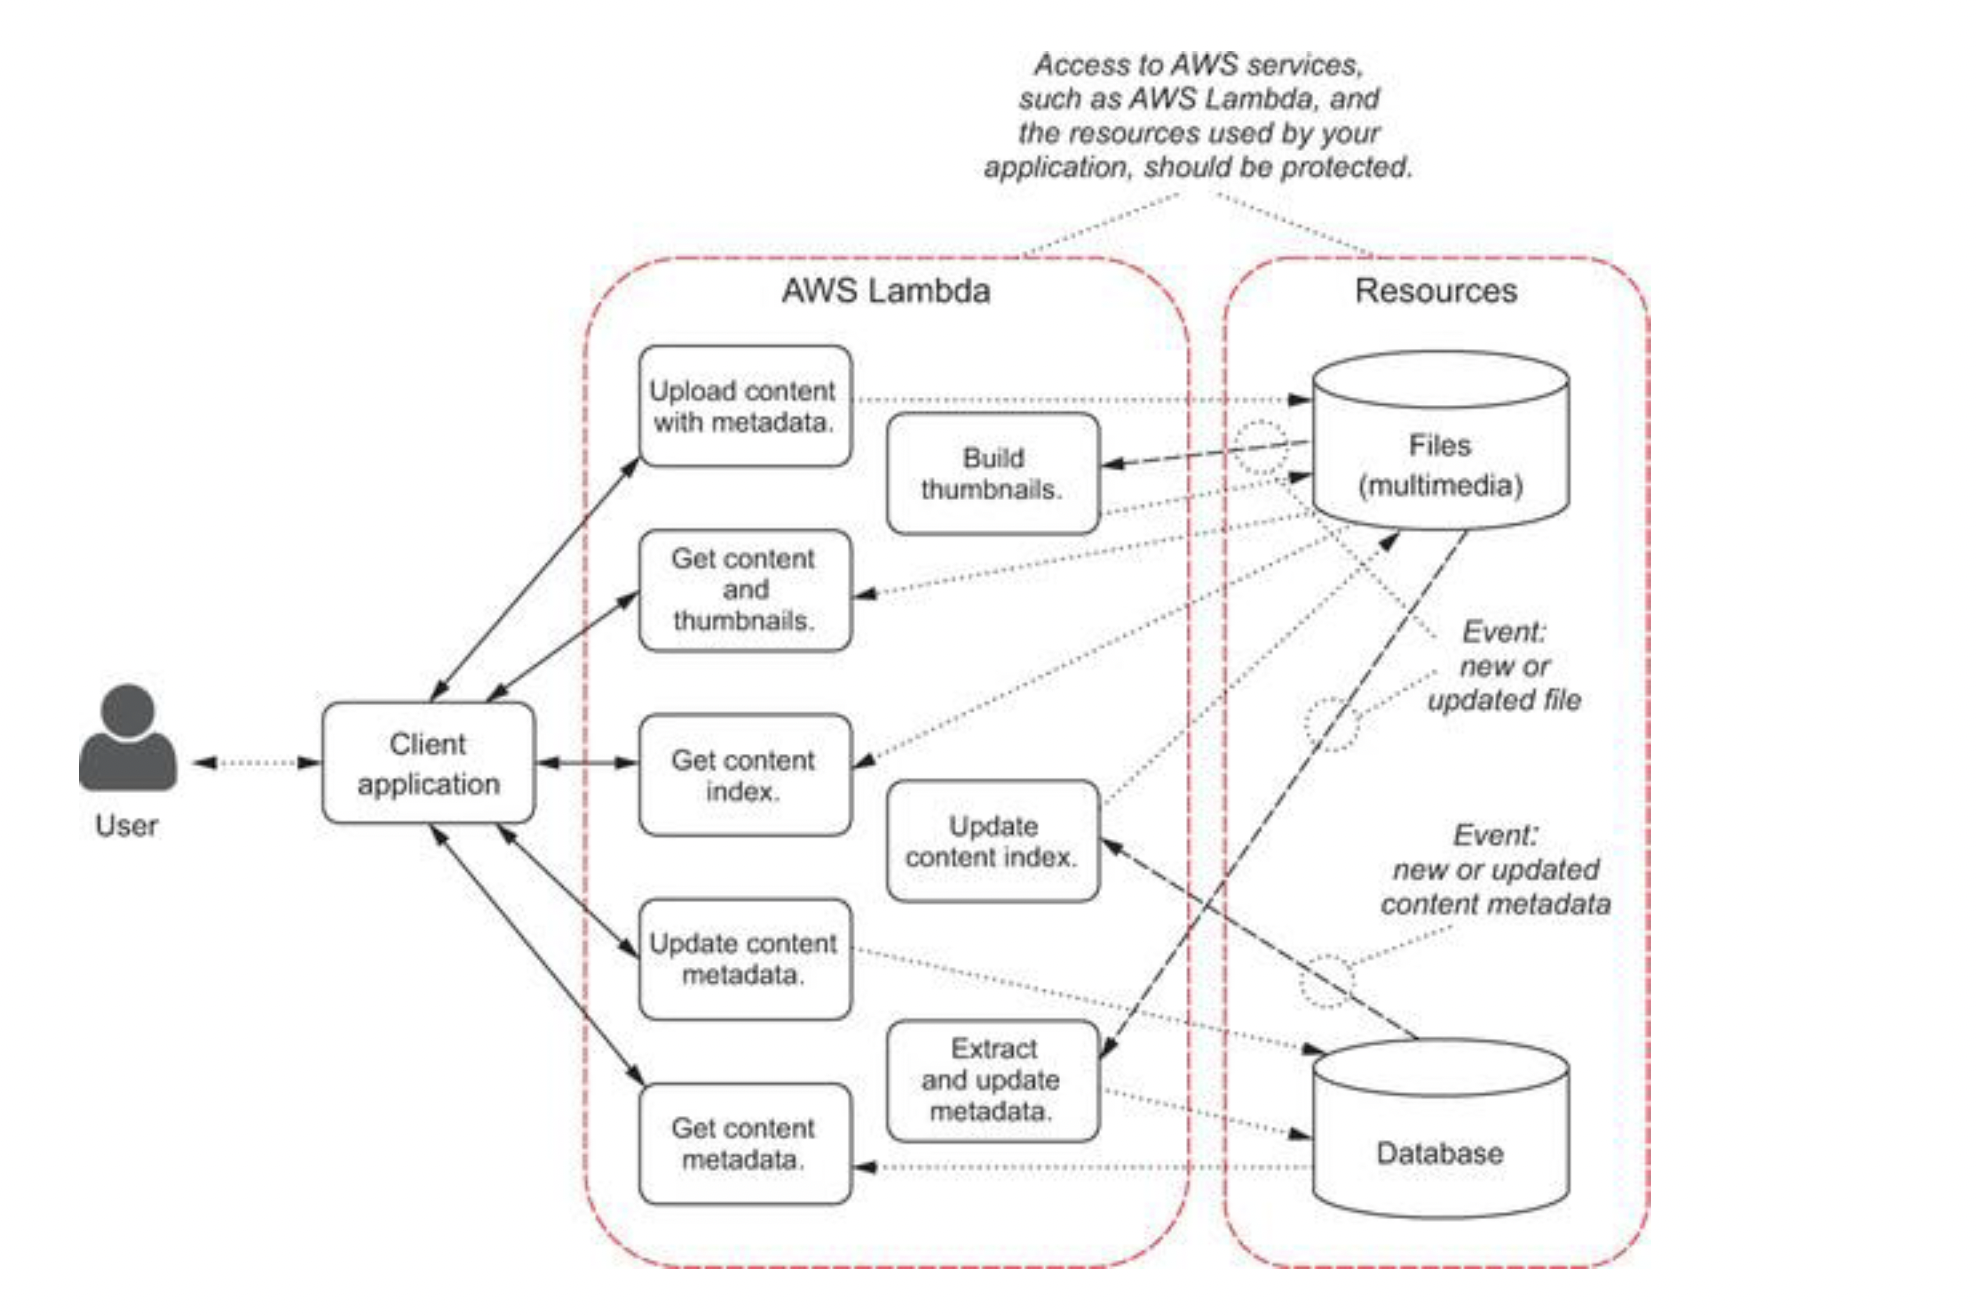 Access to AWS services,
such as AWS Lambda, and
the resources used by your
application, should be protected.
AWS Lambda
Resources
Upload content
with metadata.
Build
thumbnails.
Files
(multimedia)
Get content
and
thumbnails.
Event:
new or
updated file
Client
application
User
Get content
index.
Update
content index.
Event:
new or updated
content metadata
Update content
metadata.
Extract
and update
metadata.
Get content
metadata.
Database